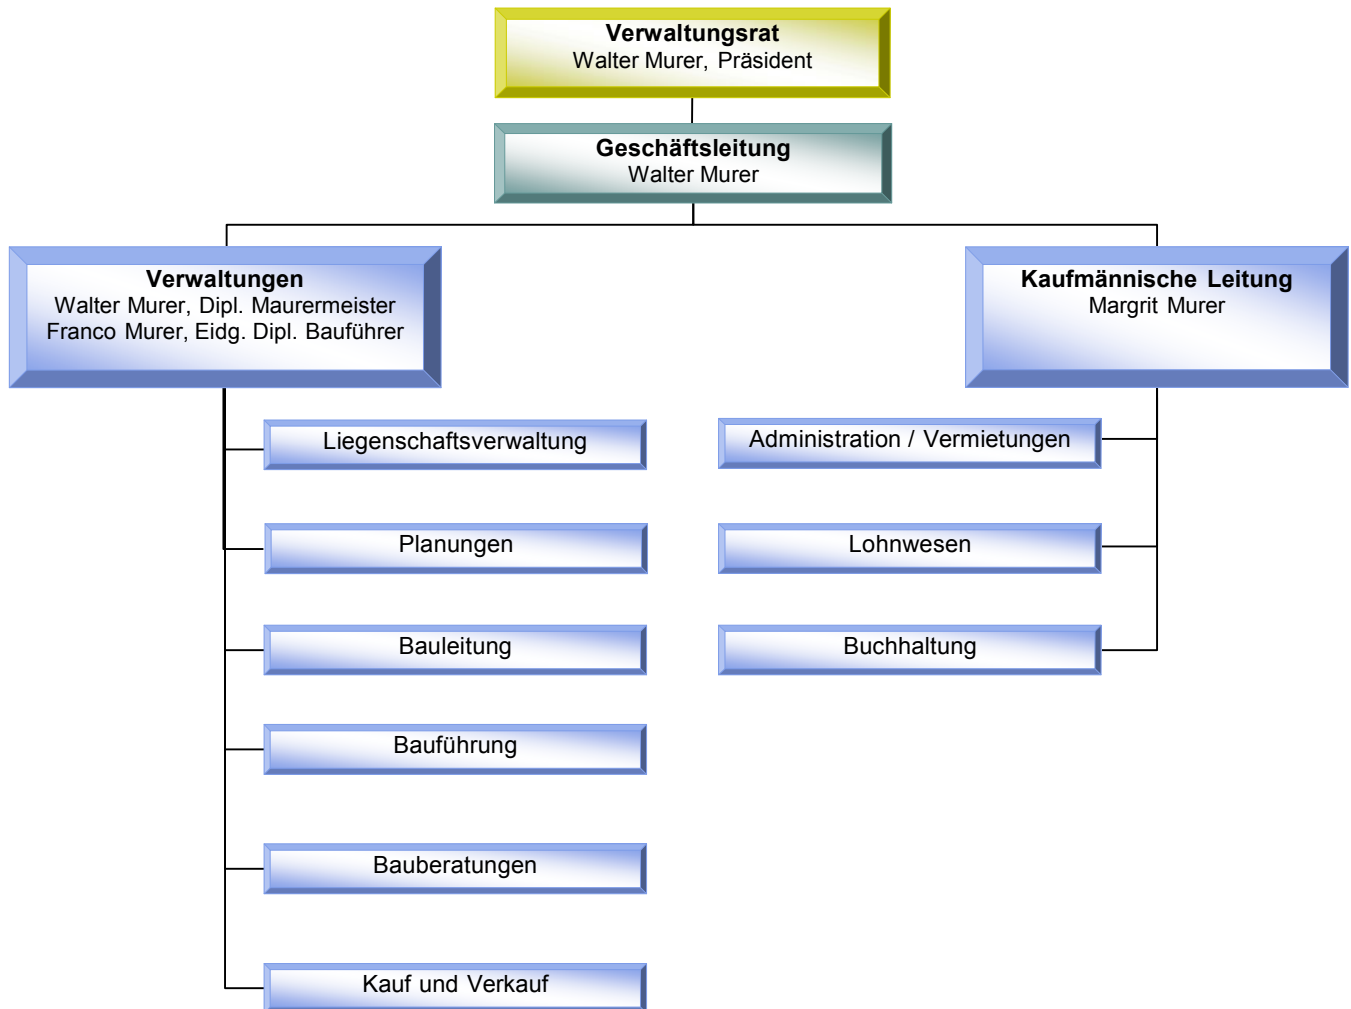 Verwaltungsrat
Walter Murer, Präsident
Geschäftsleitung
Walter Murer
Verwaltungen
Walter Murer, Dipl. Maurermeister
Franco Murer, Eidg. Dipl. Bauführer
Kaufmännische Leitung
Margrit Murer
Liegenschaftsverwaltung
Planungen
Bauleitung
Bauführung
Bauberatungen
Kauf und Verkauf
Administration / Vermietungen
Lohnwesen
Buchhaltung